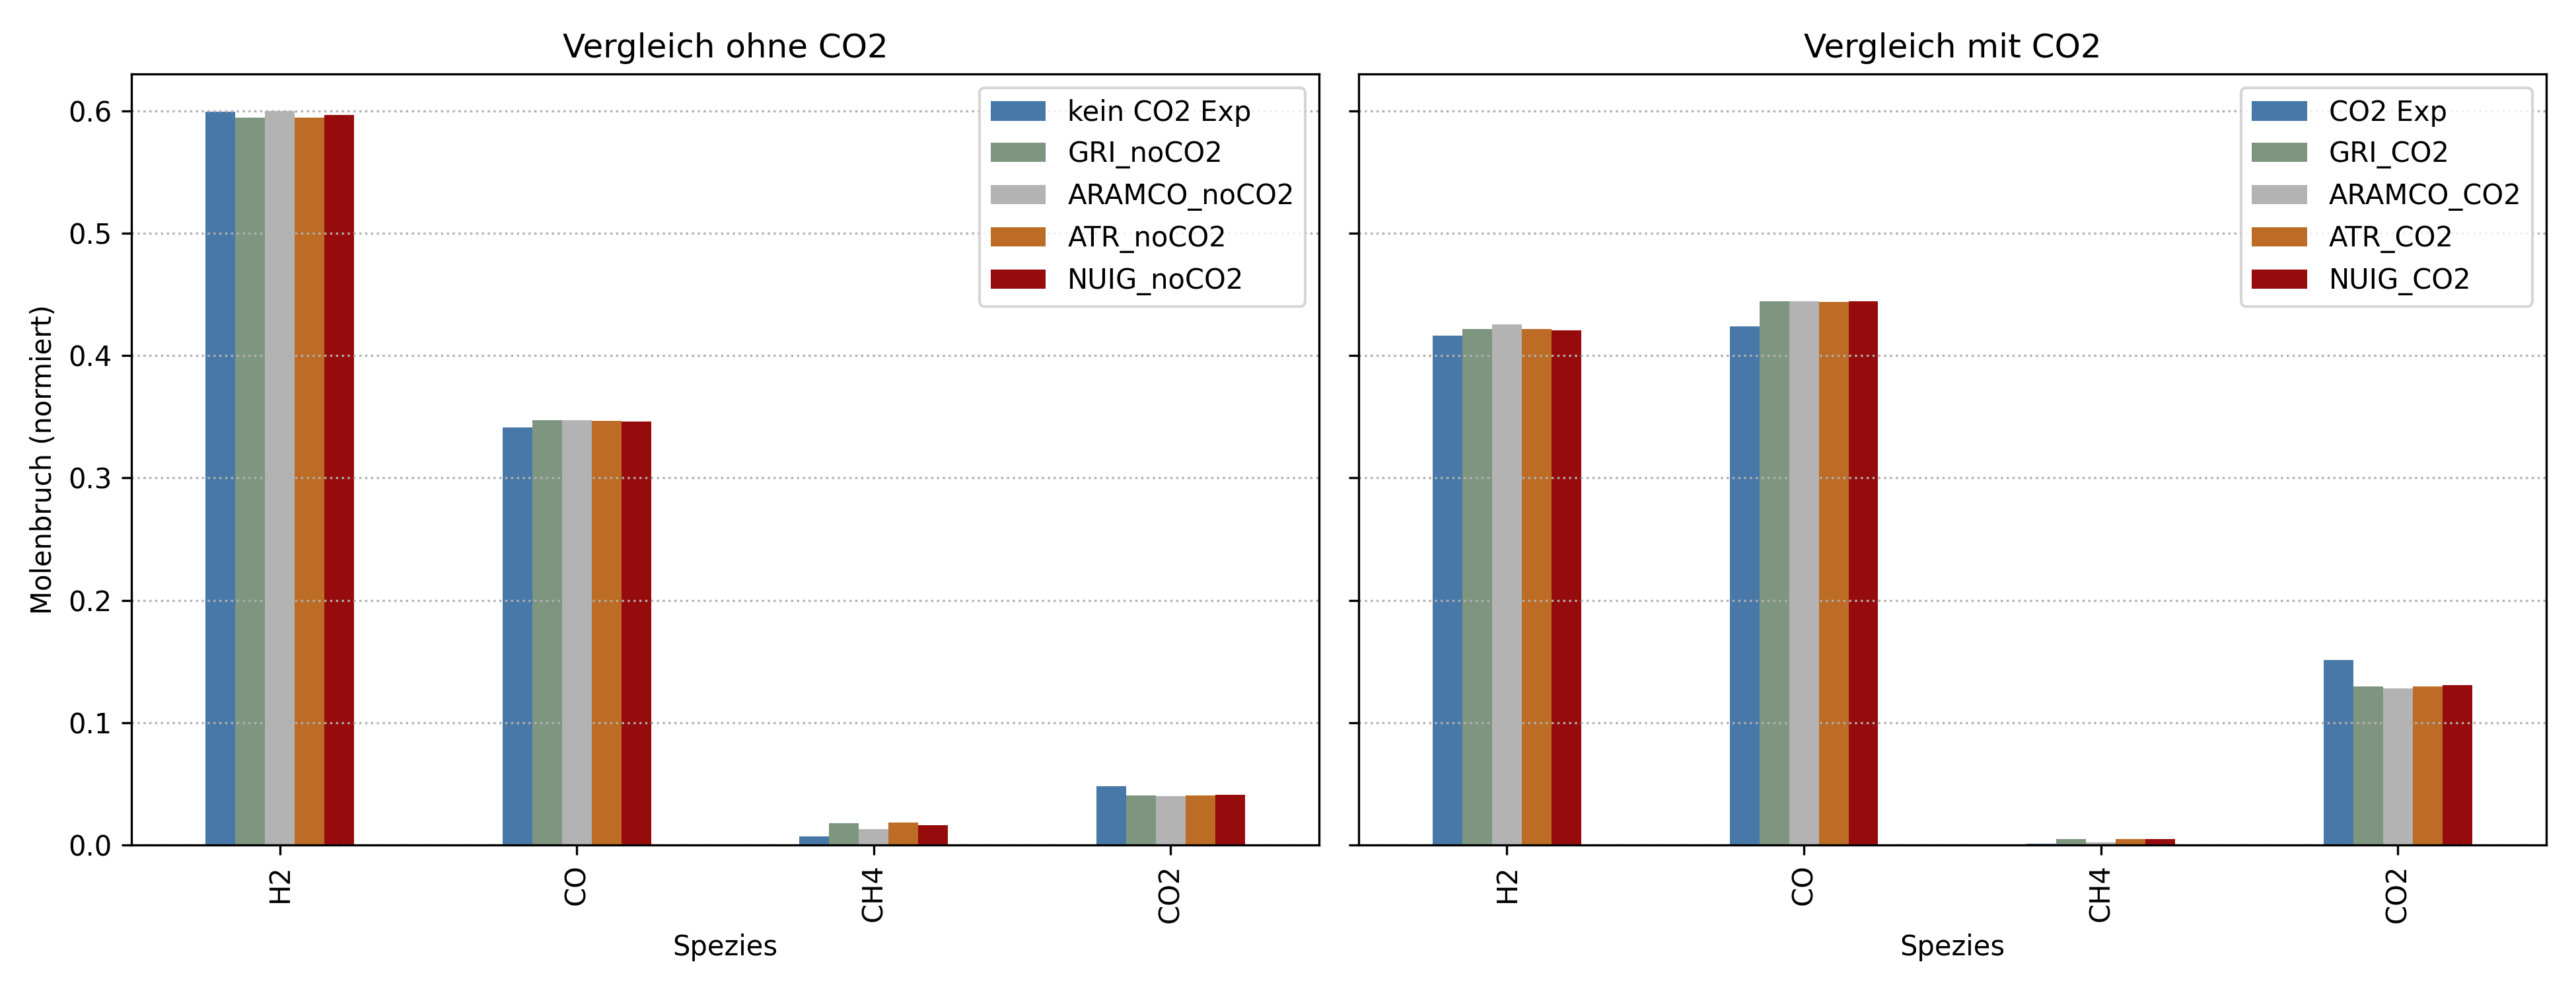 Vergleich ohne CO2
Molenbruch (normiert)
0.6
0.5
0.4
0.3
0.2
0.1
0.0
kein CO2 Exp
GRI_noCO2
ARAMCO_noCO2
ATR_noCO2
NUIG_noCO2
H2
CO
CH4
CO2
Spezies
Vergleich mit CO2
CO2 Exp
GRI_CO2
ARAMCO_CO2
ATR_CO2
NUIG_CO2
H2
CO
CH4
CO2
Spezies